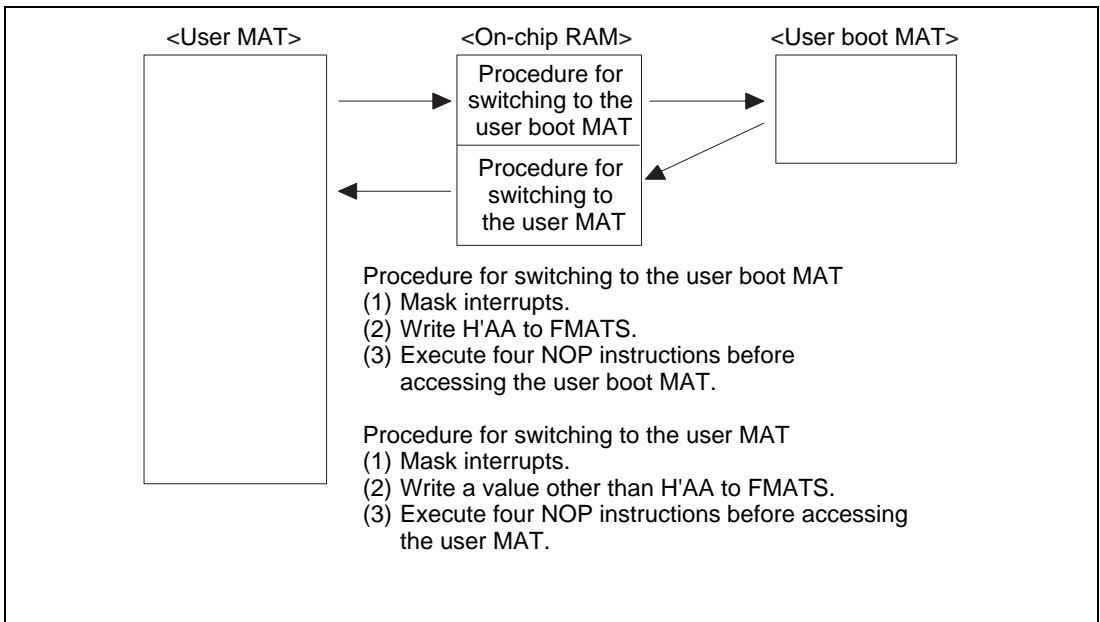 <User MAT> <On-chip RAM> <User boot MAT>
Procedure for
switching to the
user boot MAT
Procedure for
switching to
the user MAT
Procedure for switching to the user boot MAT
(1) Mask interrupts.
(2) Write H'AA to FMATS.
(3) Execute four NOP instructions before
accessing the user boot MAT.
Procedure for switching to the user MAT
(1) Mask interrupts.
(2) Write a value other than H'AA to FMATS.
(3) Execute four NOP instructions before accessing
the user MAT.